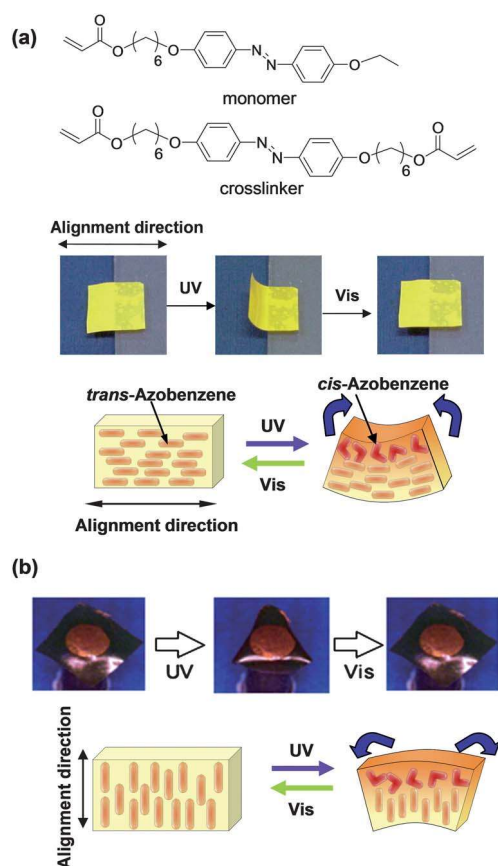 (a)
O
O
6
O
N
N
O
monomer
O
O
6
O
N
N
O
6
O
O
crosslinker
Alignment direction
UV
Vis
trans-Azobenzene
cis-Azobenzene
UV
Vis
Alignment direction
(b)
UV
Vis
Alignment direction
UV
Vis